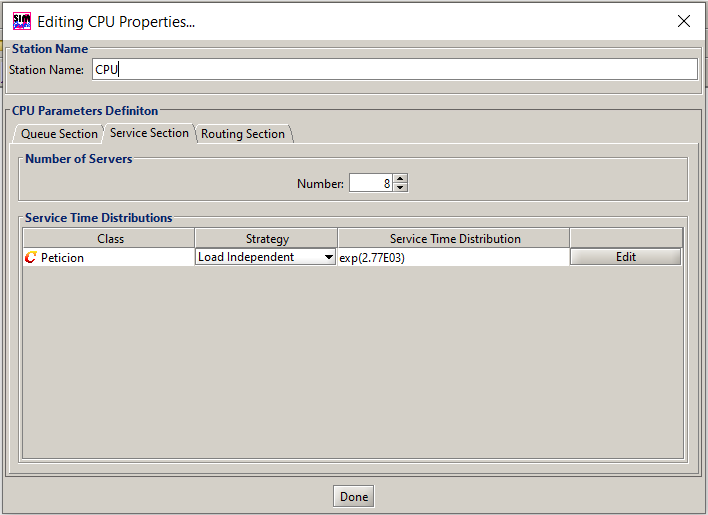 SIM
Editing CPU Properties...
Station Name
Station Name: CPU
CPU Parameters Definiton
Queue Section Service Section Routing Section
Number of Servers
Number: 8
Service Time Distributions
Class Strategy Service Time Distribution
Peticion Load Independent exp(2.77E03) Edit
Done